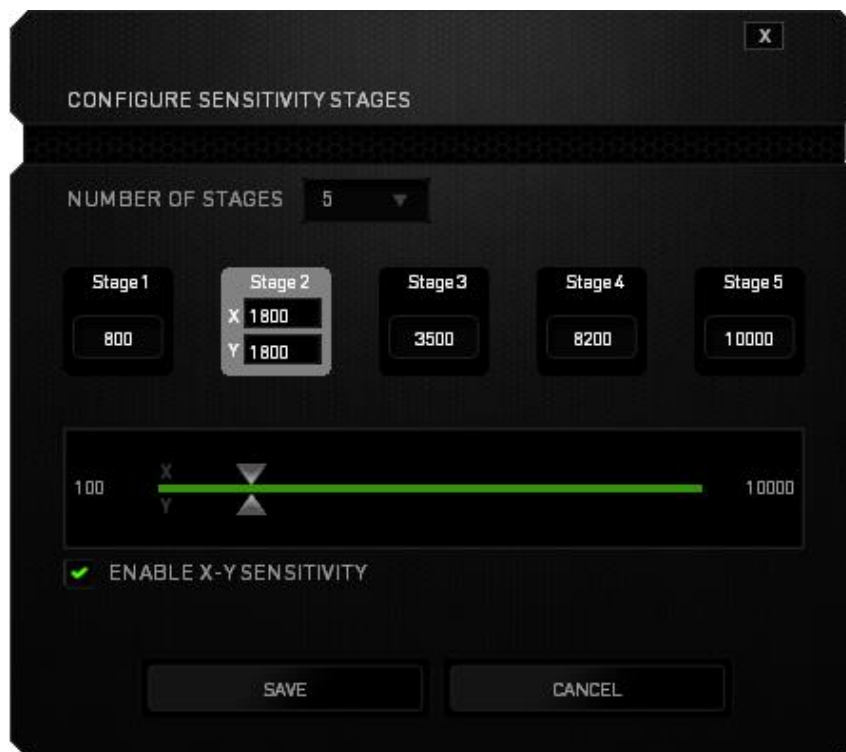 X
CONFIGURE SENSITIVITY STAGES
NUMBER OF STAGES 5
Stage 1 Stage 2 Stage 3 Stage 4 Stage 5
X 1800
800 3500 8200 10000
Y 1800
X
100 10000
Y
ENABLE X-Y SENSITIVITY
SAVE CANCEL